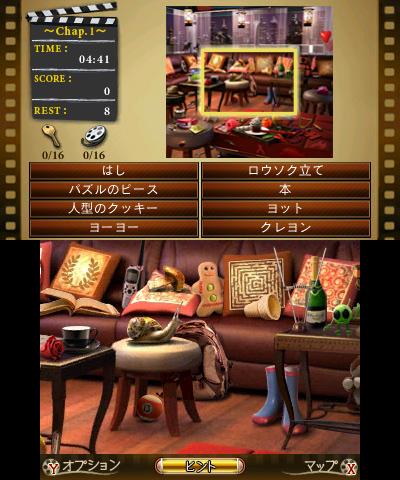 ～Chap.1～
TIME :
04:41
SCORE :
0
REST :
8
0/16
0/16
はし
ロウソク立て
パズルのピース
本
人型のクッキー
ヨット
ヨーヨー
クレヨン
Y オプション
ヒント
マップ X